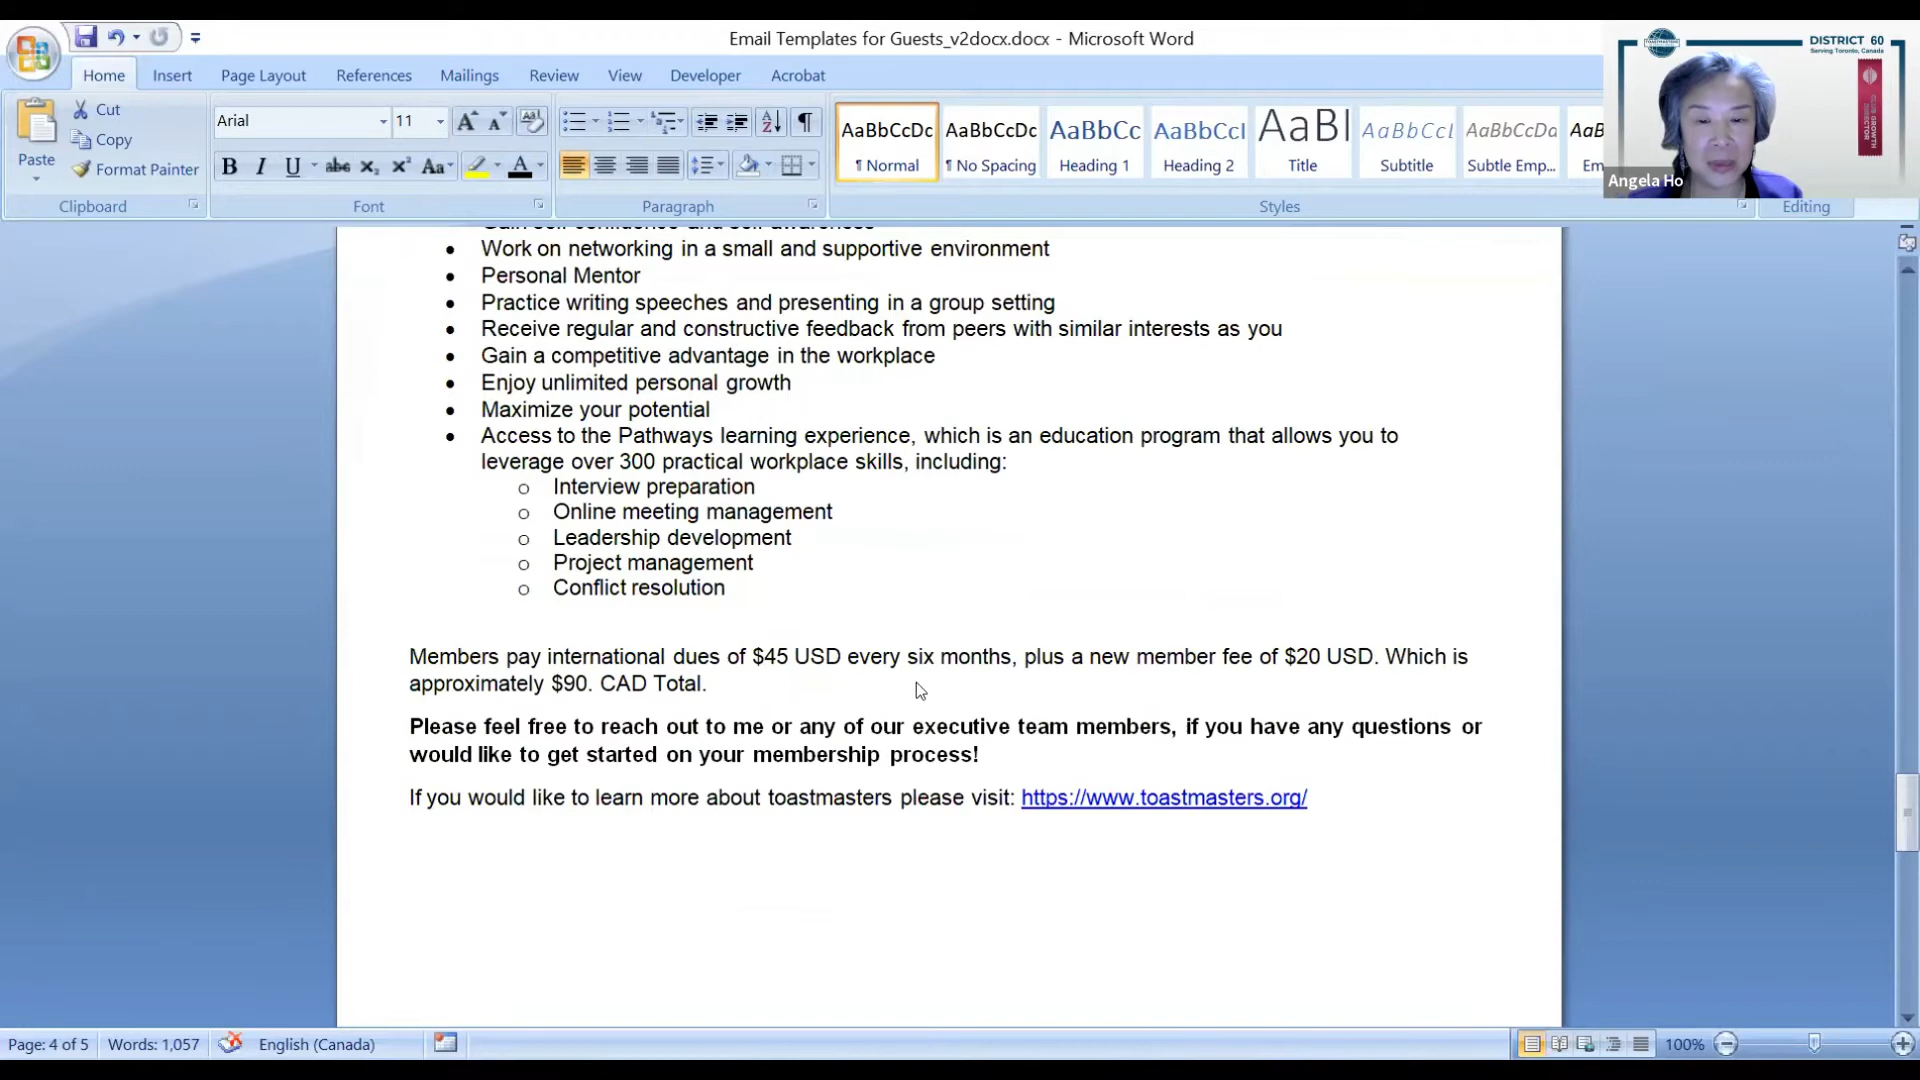 Email Templates for Guests_v2docx.docx - Microsoft Word
Home Insert Page Layout References Mailings Review View Developer Acrobat
DISTRICT 60
Serving Toronto, Canada
TOASTMASTERS
CLUB GROWTH DIRECTOR
Angela Ho
Paste
Cut
Copy
Format Painter
Clipboard
Arial 11
Font
Paragraph
AaBbCcDc AaBbCcDc AaBbCc AaBbCcI AaBI AaBbCcL AaBbCcDa AaBb
¶ Normal ¶ No Spacing Heading 1 Heading 2 Title Subtitle Subtle Emp... Em
Styles
Editing
• Work on networking in a small and supportive environment
• Personal Mentor
• Practice writing speeches and presenting in a group setting
• Receive regular and constructive feedback from peers with similar interests as you
• Gain a competitive advantage in the workplace
• Enjoy unlimited personal growth
• Maximize your potential
• Access to the Pathways learning experience, which is an education program that allows you to
leverage over 300 practical workplace skills, including:
o Interview preparation
o Online meeting management
o Leadership development
o Project management
o Conflict resolution
Members pay international dues of $45 USD every six months, plus a new member fee of $20 USD. Which is
approximately $90. CAD Total.
Please feel free to reach out to me or any of our executive team members, if you have any questions or
would like to get started on your membership process!
If you would like to learn more about toastmasters please visit: https://www.toastmasters.org/
Page: 4 of 5 Words: 1,057 English (Canada) 100%